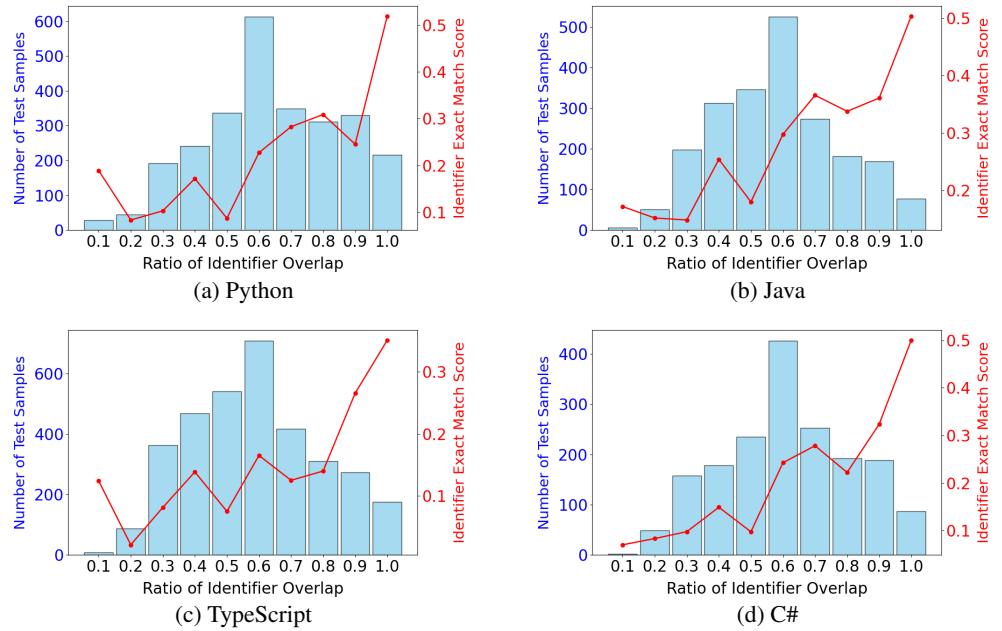 600
500
400
300
200
100
0
Number of Test Samples
0.5
0.4
0.3
0.2
0.1
Identifier Exact Match Score
0.1 0.2 0.3 0.4 0.5 0.6 0.7 0.8 0.9 1.0
Ratio of Identifier Overlap
(a) Python
500
400
300
200
100
0
Number of Test Samples
0.5
0.4
0.3
0.2
Identifier Exact Match Score
0.1 0.2 0.3 0.4 0.5 0.6 0.7 0.8 0.9 1.0
Ratio of Identifier Overlap
(b) Java
600
400
200
0
Number of Test Samples
0.3
0.2
0.1
Identifier Exact Match Score
0.1 0.2 0.3 0.4 0.5 0.6 0.7 0.8 0.9 1.0
Ratio of Identifier Overlap
(c) TypeScript
400
300
200
100
0
Number of Test Samples
0.5
0.4
0.3
0.2
0.1
Identifier Exact Match Score
0.1 0.2 0.3 0.4 0.5 0.6 0.7 0.8 0.9 1.0
Ratio of Identifier Overlap
(d) C#